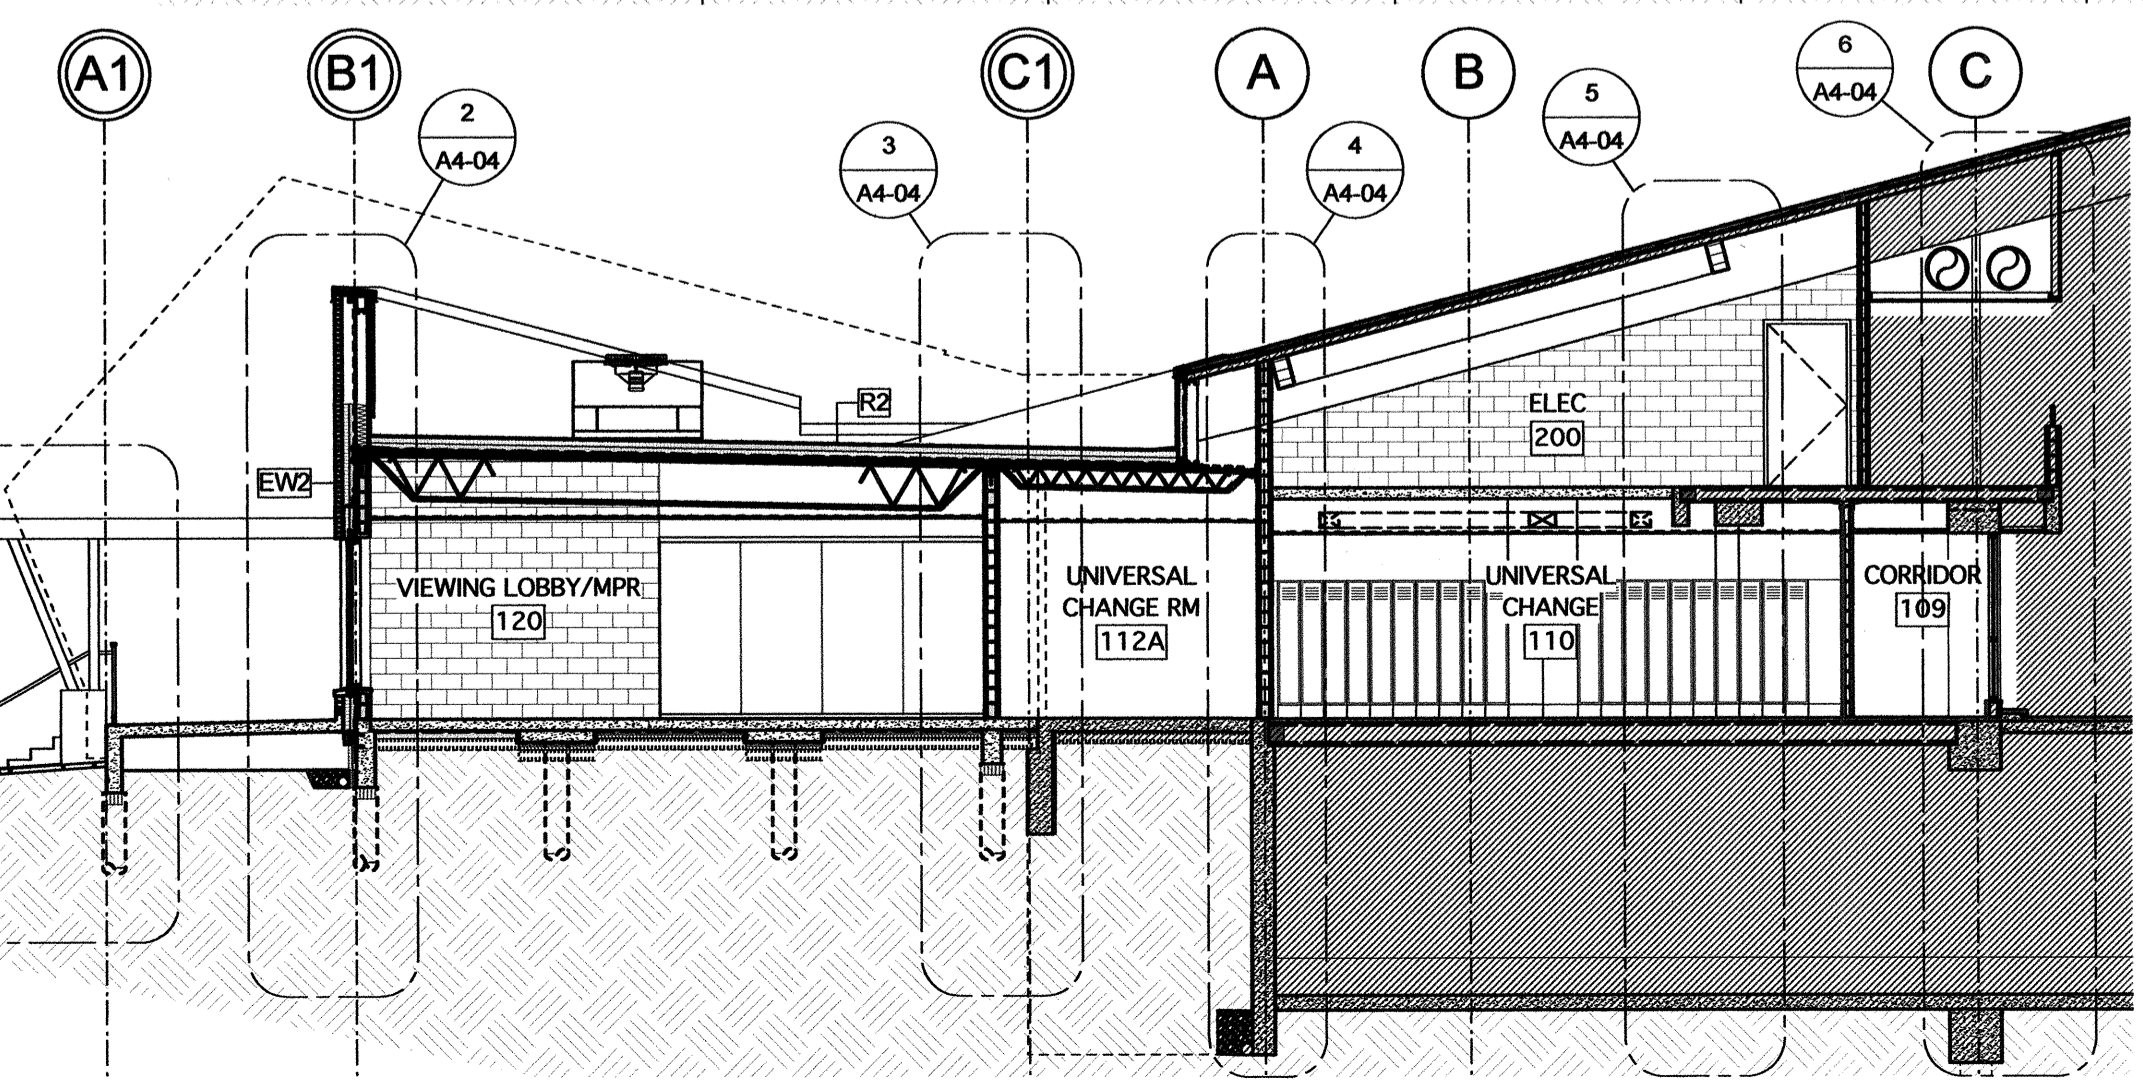 A1
B1
C1
A
B
C
2
A4-04
3
A4-04
4
A4-04
5
A4-04
6
A4-04
R2
EW2
ELEC
200
VIEWING LOBBY/MPR
120
UNIVERSAL
CHANGE RM
112A
UNIVERSAL
CHANGE
110
CORRIDOR
109